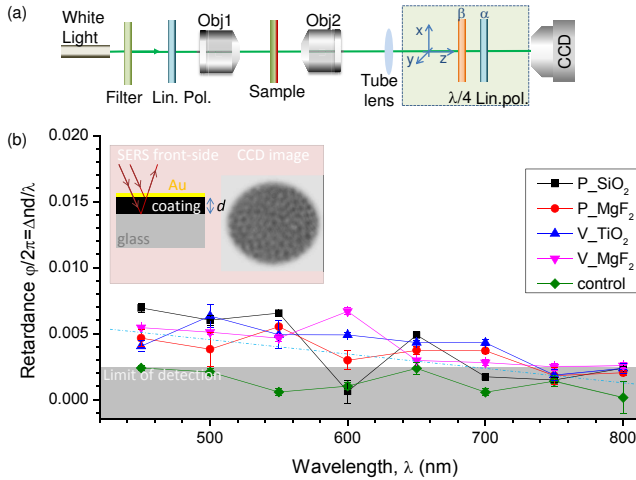 (a)
White
Light
Filter
Lin. Pol.
Obj1
Sample
Obj2
Tube
lens
x
y
z
β
α
λ/4
Lin.pol.
CCD
(b)
Retardance φ/2π=Δnd/λ
0.020
0.015
0.010
0.005
0.000
SERS front-side
CCD image
Au
coating
d
glass
P_SiO₂
P_MgF₂
V_TiO₂
V_MgF₂
control
Limit of detection
500
600
700
800
Wavelength, λ (nm)